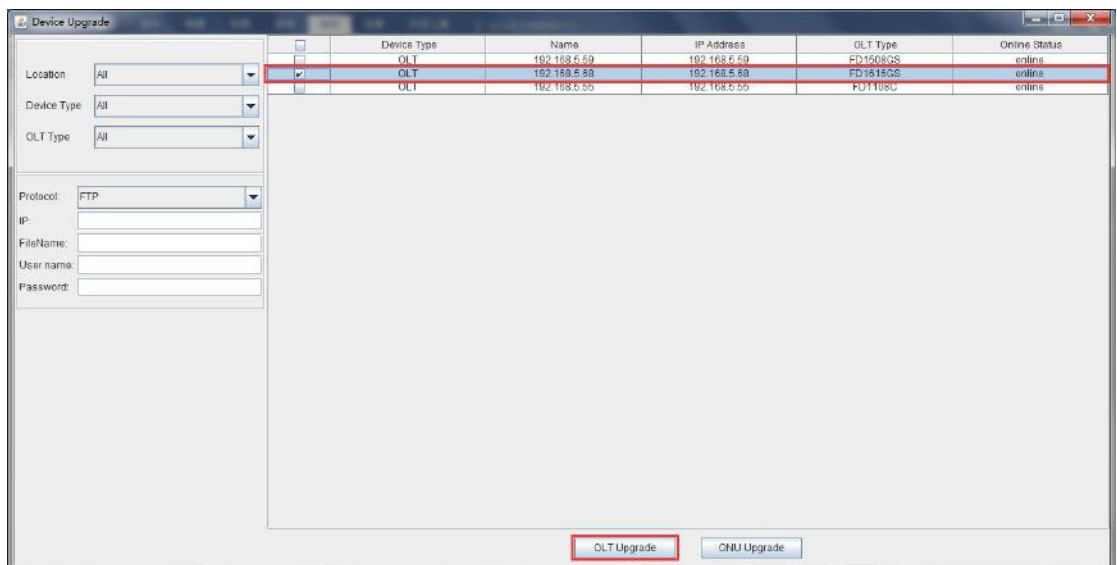 Device Upgrade
Device Type Name IP Address OLT Type Online Status
OLT 192.168.5.59 192.168.5.59 FD1508GS online
Location All
OLT 192.168.5.68 192.168.5.68 FD1616GS online
OLT 192.168.5.55 192.168.5.55 FD1108C online
Device Type All
OLT Type All
Protocol: FTP
IP:
FileName:
User name:
Password:
OLT Upgrade ONU Upgrade